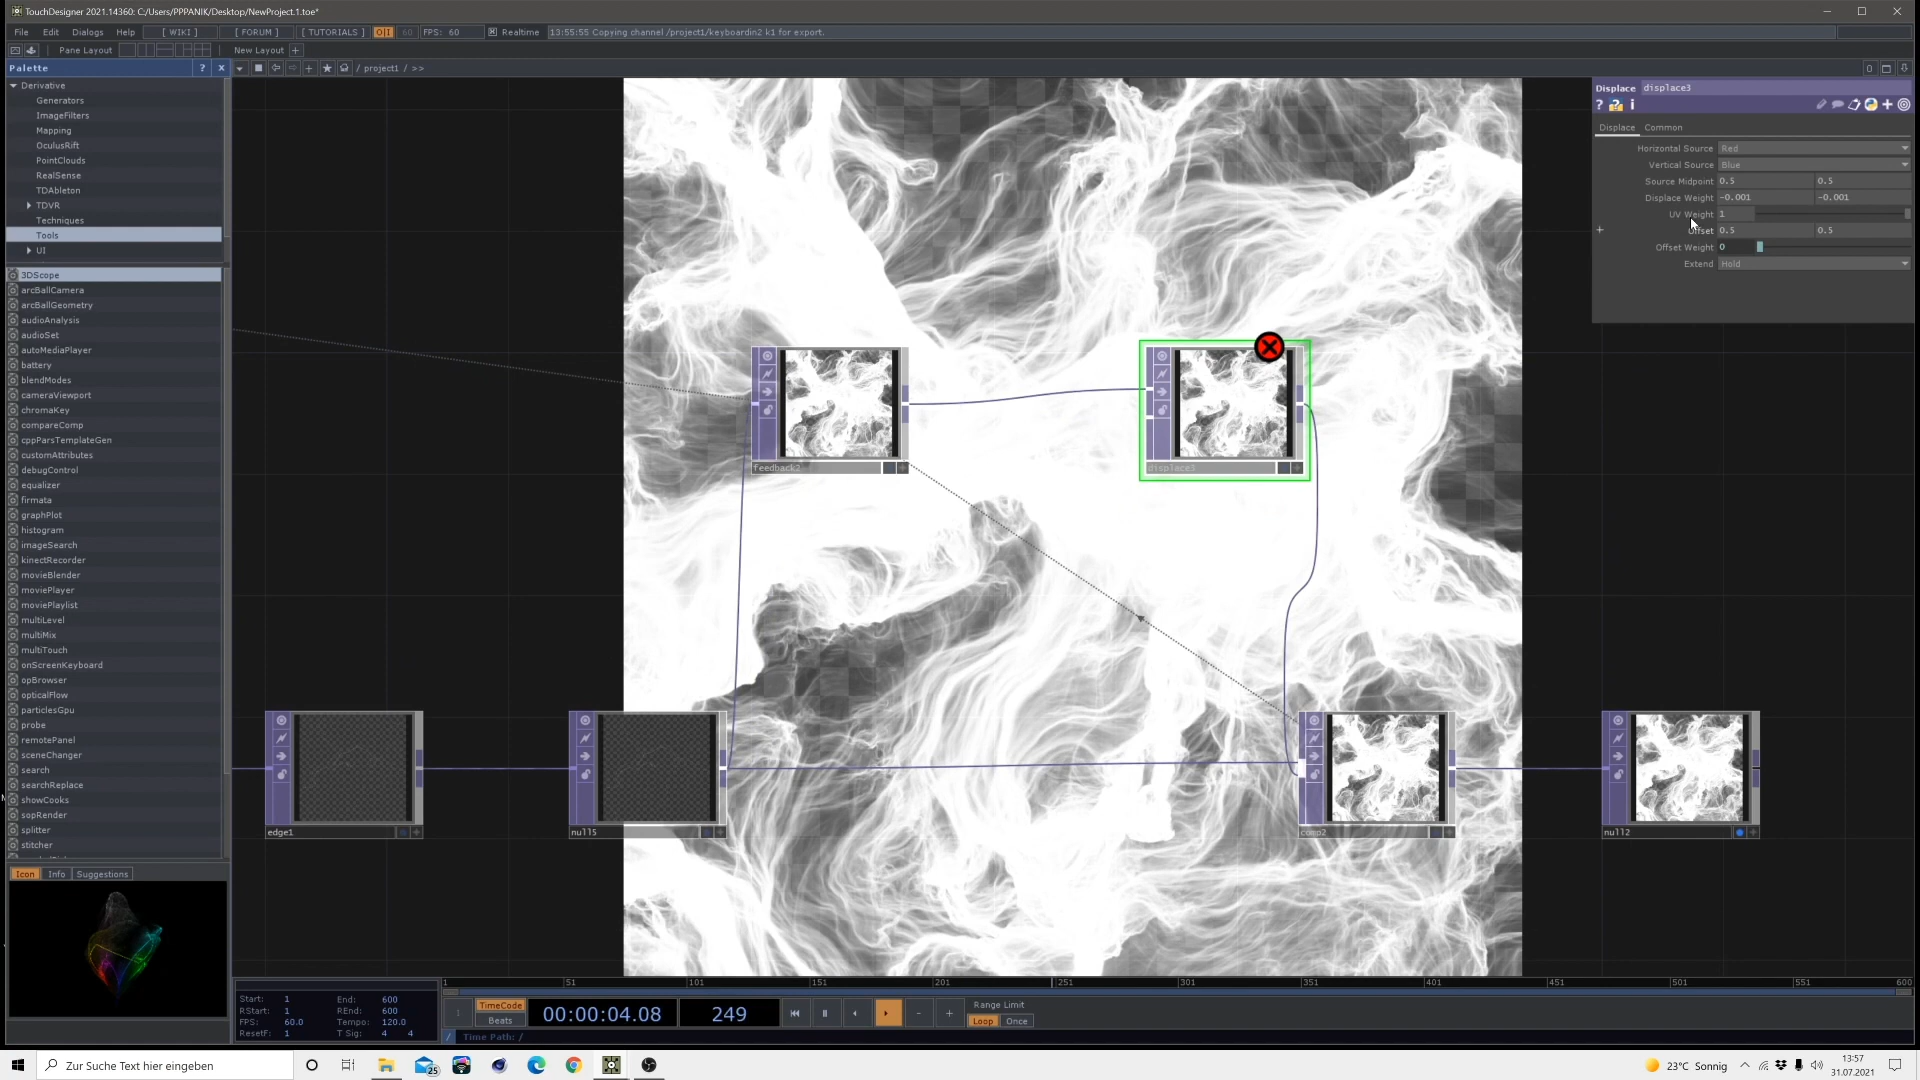 TouchDesigner 2021.14360: C:/Users/PPPANIK/Desktop/NewProject.1.toe*
File Edit Dialogs Help [ WIKI ] [ FORUM ] [ TUTORIALS ] O|I 60 FPS: 60 Realtime 13:55:55 Copying channel /project1/keyboardin2 k1 for export.
Pane Layout New Layout +
Palette ? x
/ project1 / >>
0
Derivative
Generators
ImageFilters
Mapping
OculusRift
PointClouds
RealSense
TDAbleton
TDVR
Techniques
Tools
UI
3DScope
arcBallCamera
arcBallGeometry
audioAnalysis
audioSet
autoMediaPlayer
battery
blendModes
cameraViewport
chromaKey
compareComp
cppParsTemplateGen
customAttributes
debugControl
equalizer
firmata
graphPlot
histogram
imageSearch
kinectRecorder
movieBlender
moviePlayer
moviePlaylist
multiLevel
multiMix
multiTouch
onScreenKeyboard
opBrowser
opticalFlow
particlesGpu
probe
remotePanel
sceneChanger
search
searchReplace
showCooks
sopRender
splitter
stitcher
Icon Info Suggestions
Displace displace3
? i
Displace Common
Horizontal Source Red
Vertical Source Blue
Source Midpoint 0.5 0.5
Displace Weight -0.001 -0.001
UV Weight 1
Offset 0.5 0.5
Offset Weight 0
Extend Hold
feedback2
displace3
edge1
null5
comp2
null2
1 51 101 151 201 251 301 351 401 451 501 551 600
Start: 1 End: 600
RStart: 1 REnd: 600
FPS: 60.0 Tempo: 120.0
ResetF: 1 T Sig: 4 4
TimeCode
Beats
00:00:04.08
249
Range Limit
Loop Once
/ Time Path: /
Zur Suche Text hier eingeben
25
23°C Sonnig
13:57
31.07.2021